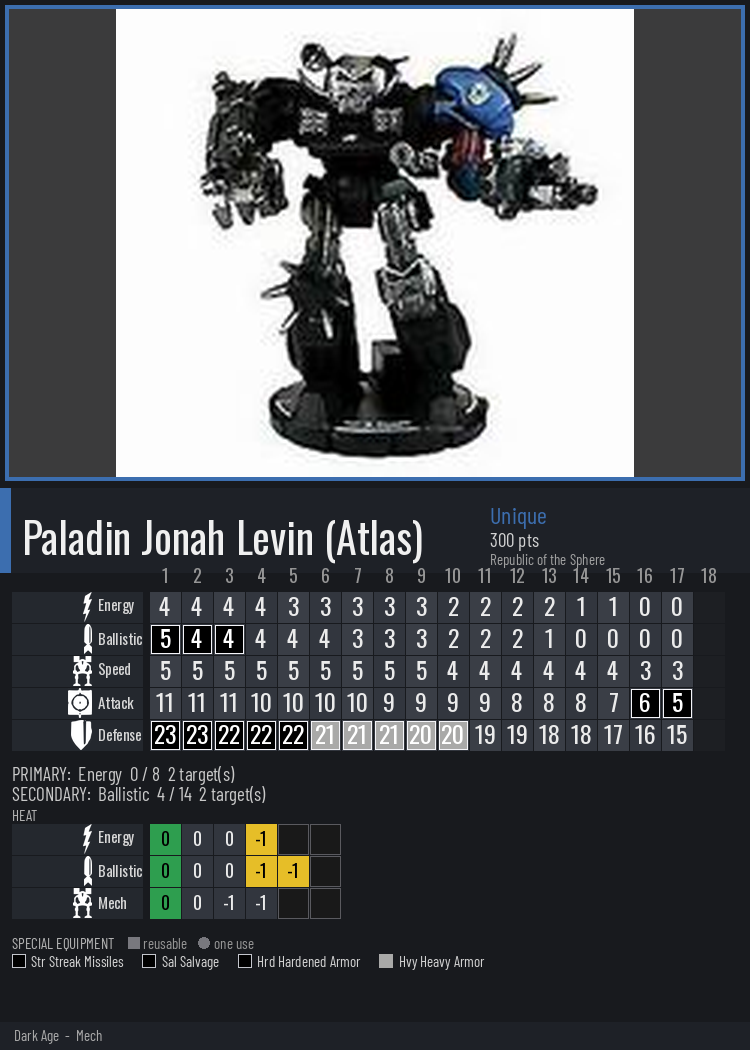 Paladin Jonah Levin (Atlas)
Unique
300 pts
Republic of the Sphere
1 2 3 4 5 6 7 8 9 10 11 12 13 14 15 16 17 18
Energy 4 4 4 4 3 3 3 3 3 2 2 2 2 1 1 0 0
Ballistic 5 4 4 4 4 4 3 3 3 2 2 2 1 0 0 0 0
Speed 5 5 5 5 5 5 5 5 5 4 4 4 4 4 4 3 3
Attack 11 11 11 10 10 10 10 9 9 9 9 8 8 8 7 6 5
Defense 23 23 22 22 22 21 21 21 20 20 19 19 18 18 17 16 15
PRIMARY: Energy 0 / 8 2 target(s)
SECONDARY: Ballistic 4 / 14 2 target(s)
HEAT
Energy 0 0 0 -1
Ballistic 0 0 0 -1 -1
Mech 0 0 -1 -1
SPECIAL EQUIPMENT reusable one use
Str Streak Missiles Sal Salvage Hrd Hardened Armor Hvy Heavy Armor
Dark Age - Mech